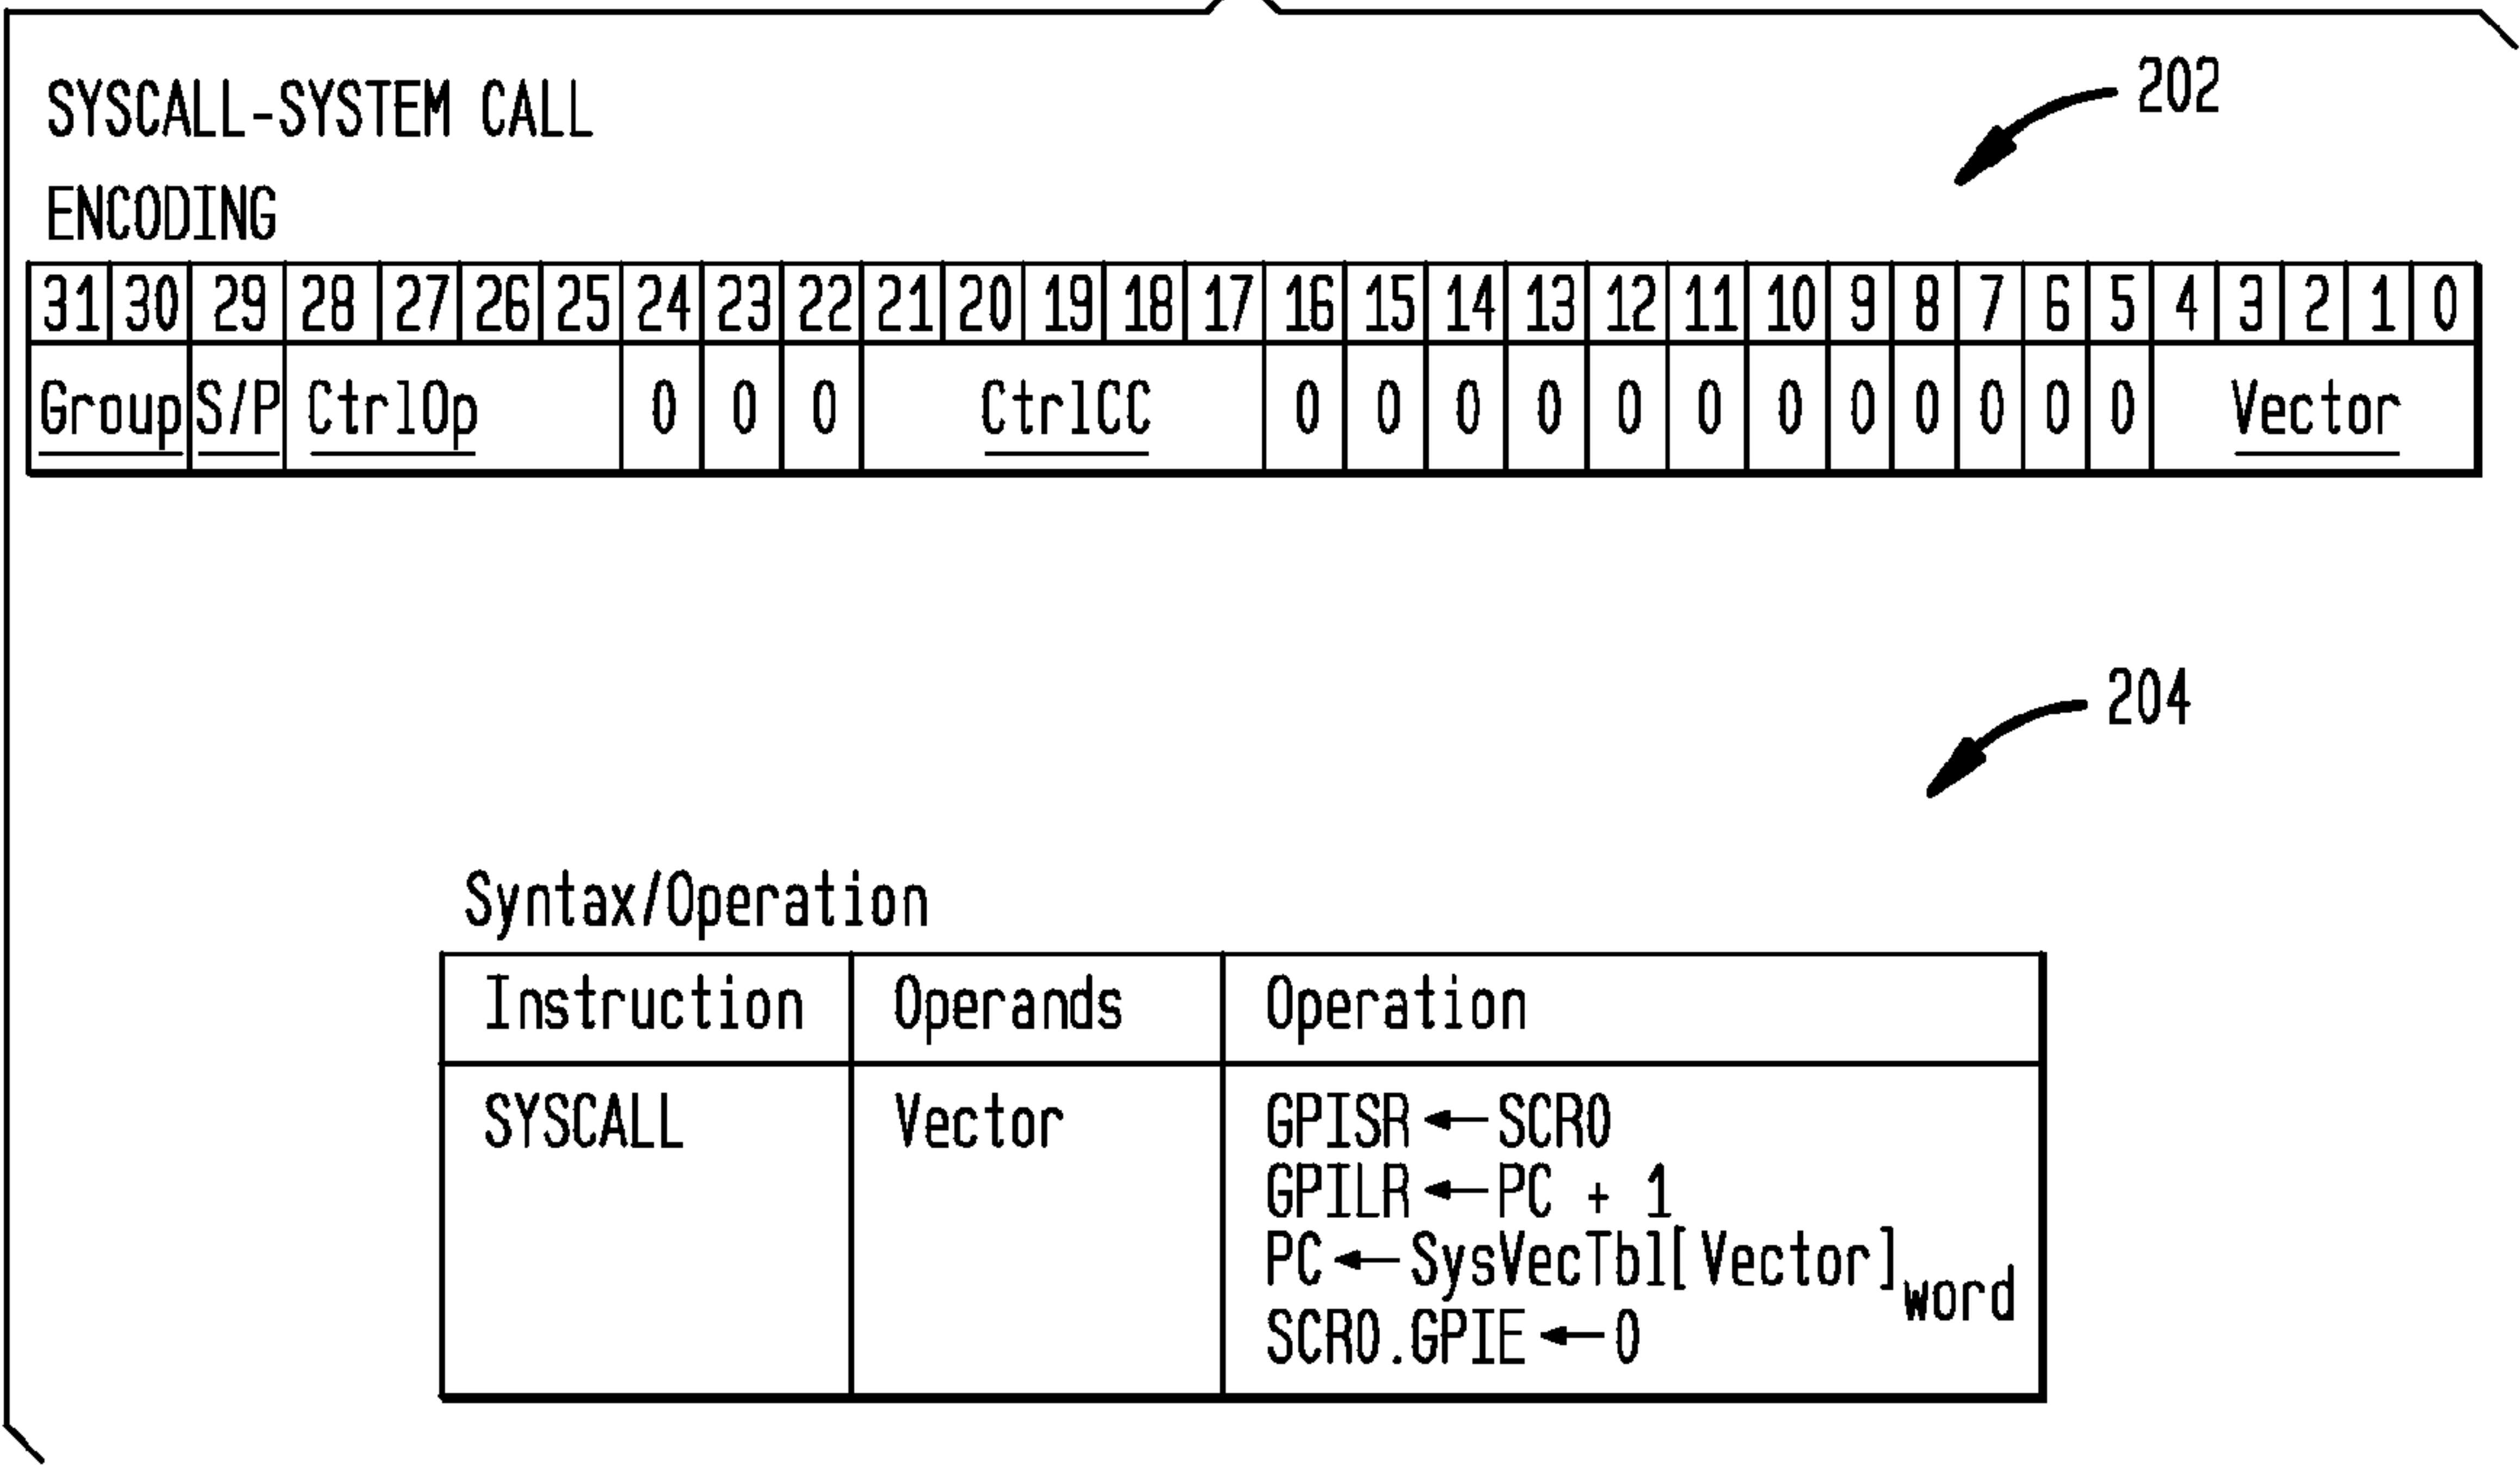 SYSCALL-SYSTEM CALL
202
ENCODING
31 30 29 28 27 26 25 24 23 22 21 20 19 18 17 16 15 14 13 12 11 10 9 8 7 6 5 4 3 2 1 0
Group S/P CtrlOp 0 0 0 CtrlCC 0 0 0 0 0 0 0 0 0 0 0 0 Vector
204
Syntax/Operation
Instruction Operands Operation
SYSCALL Vector GPISR ← SCR0
GPILR ← PC + 1
PC ← SysVecTbl[Vector]word
SCR0.GPIE ← 0